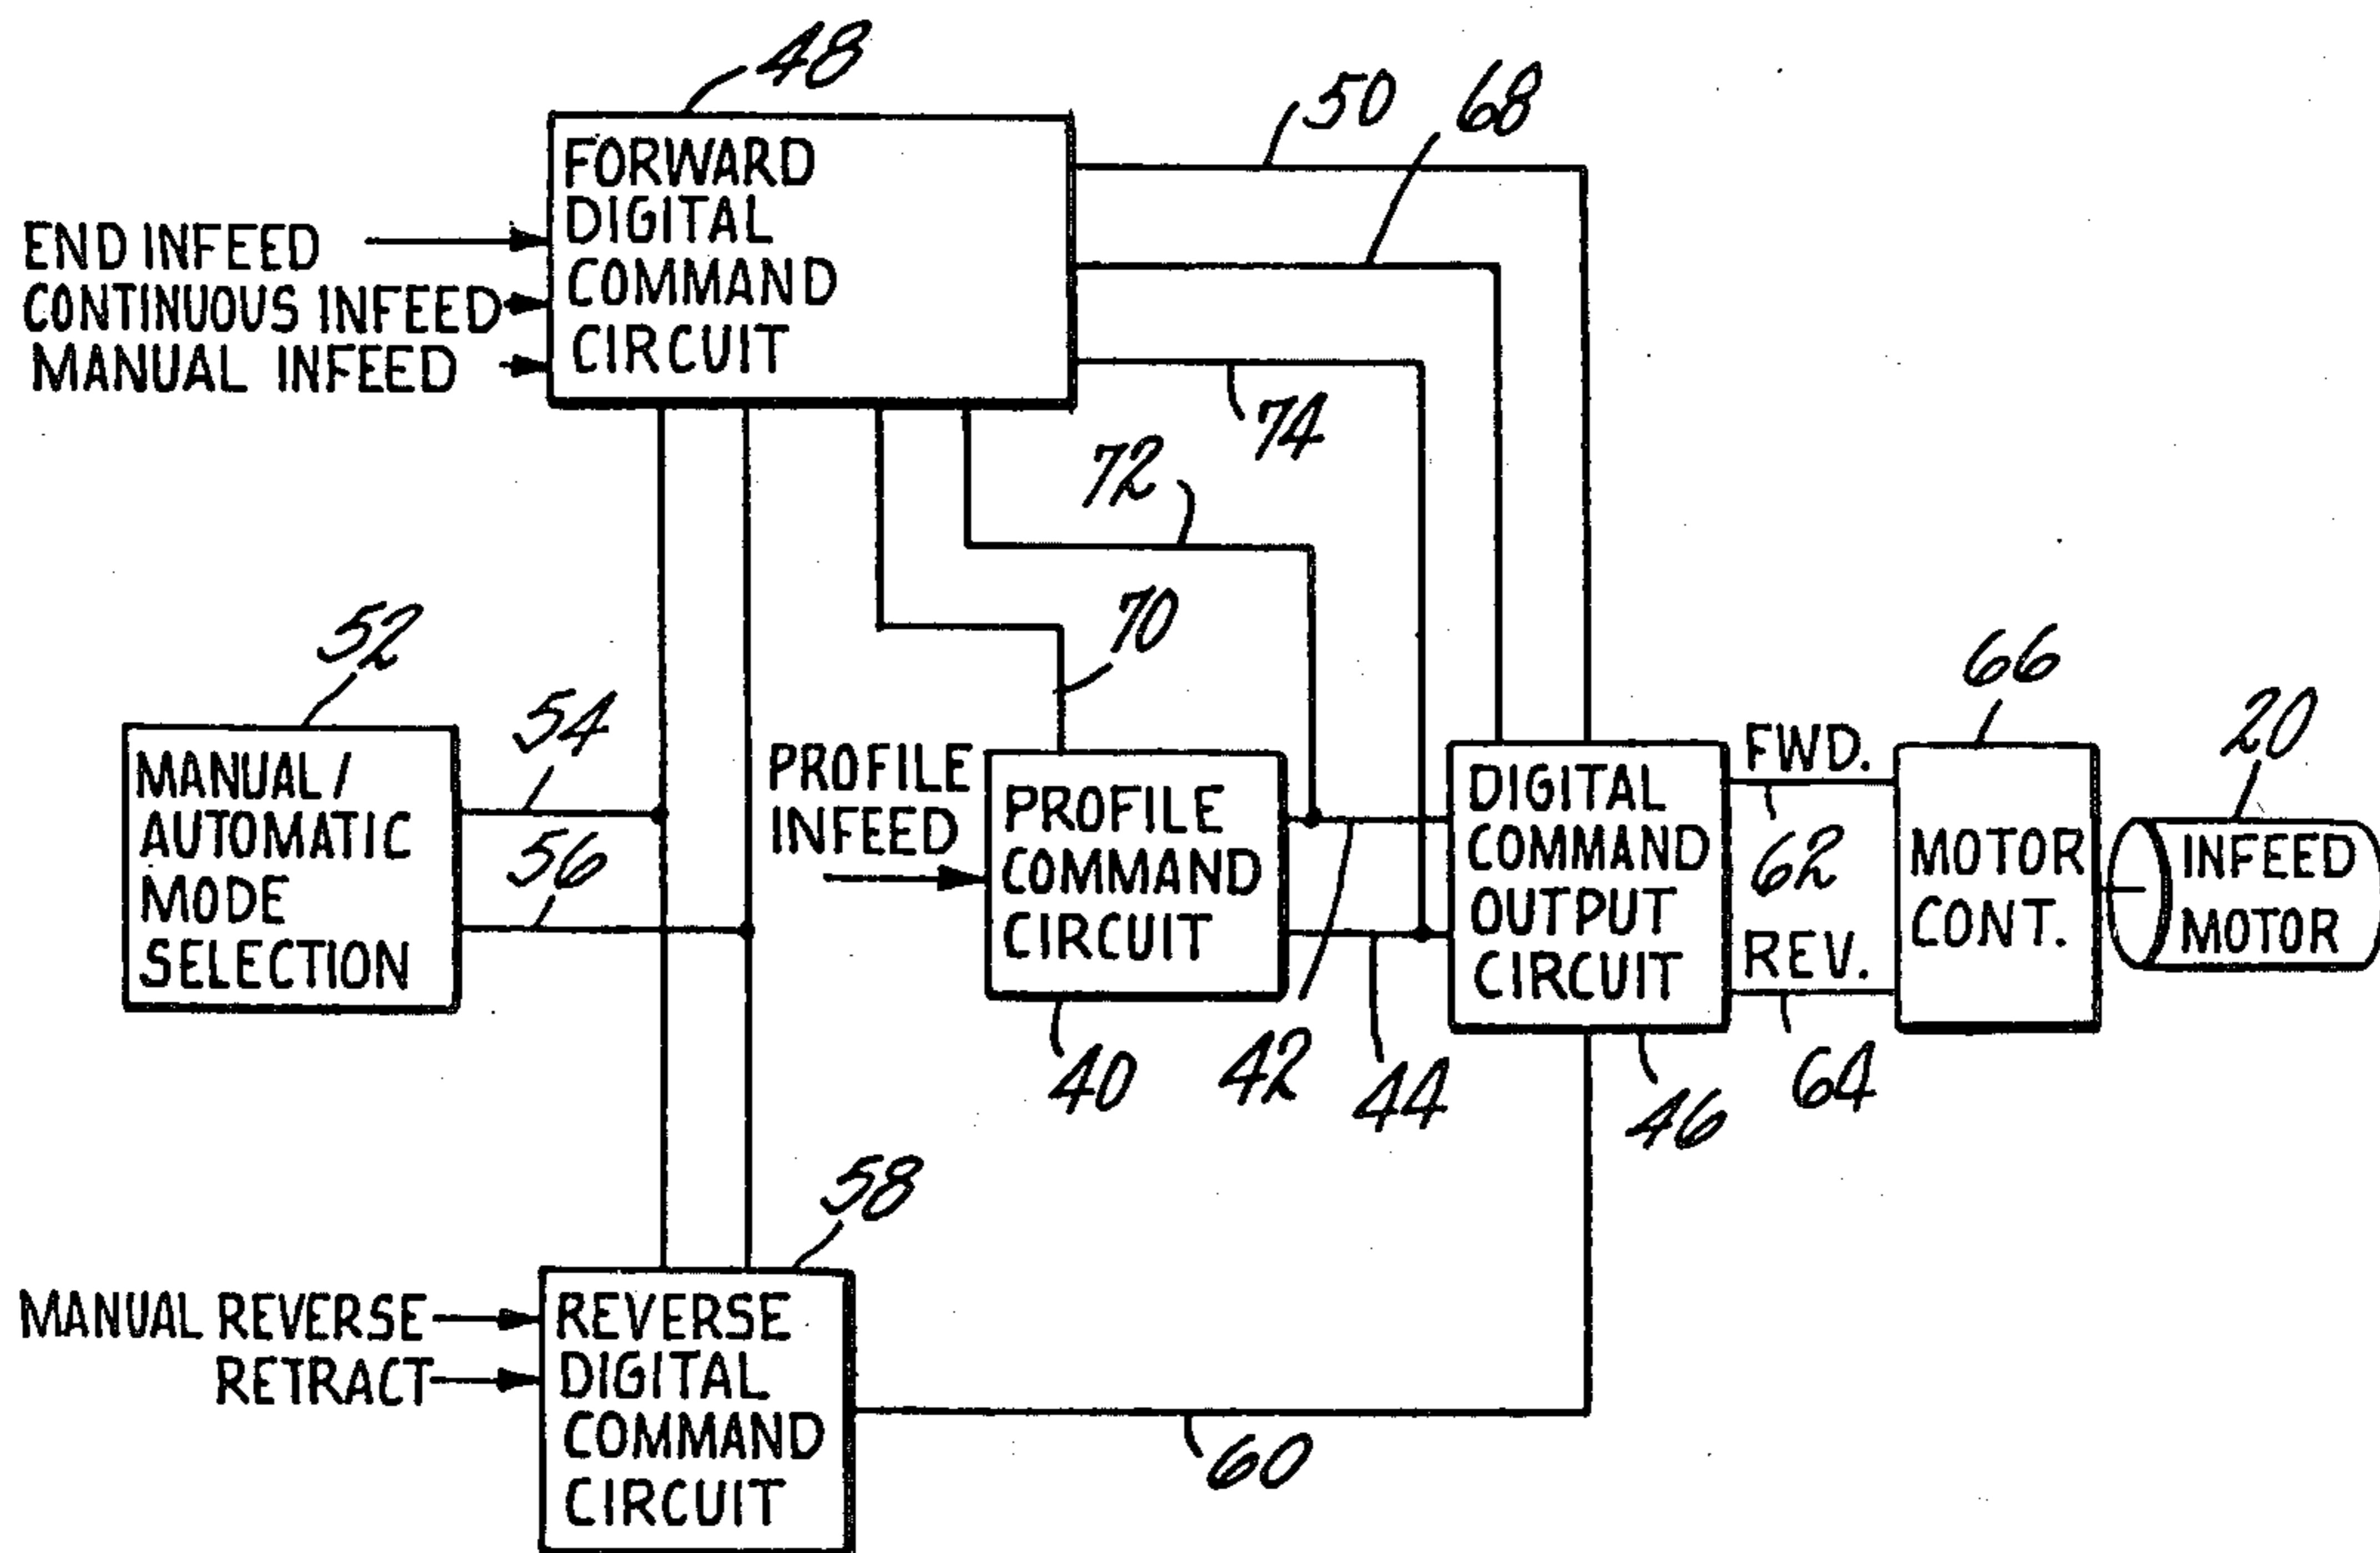 48
50
68
FORWARD
DIGITAL
COMMAND
CIRCUIT
END INFEED
CONTINUOUS INFEED
MANUAL INFEED
74
72
70
52
54
56
MANUAL/
AUTOMATIC
MODE
SELECTION
PROFILE
INFEED
PROFILE
COMMAND
CIRCUIT
40
42
44
DIGITAL
COMMAND
OUTPUT
CIRCUIT
46
FWD.
62
REV.
64
66
MOTOR
CONT.
20
INFEED
MOTOR
58
MANUAL REVERSE
RETRACT
REVERSE
DIGITAL
COMMAND
CIRCUIT
60